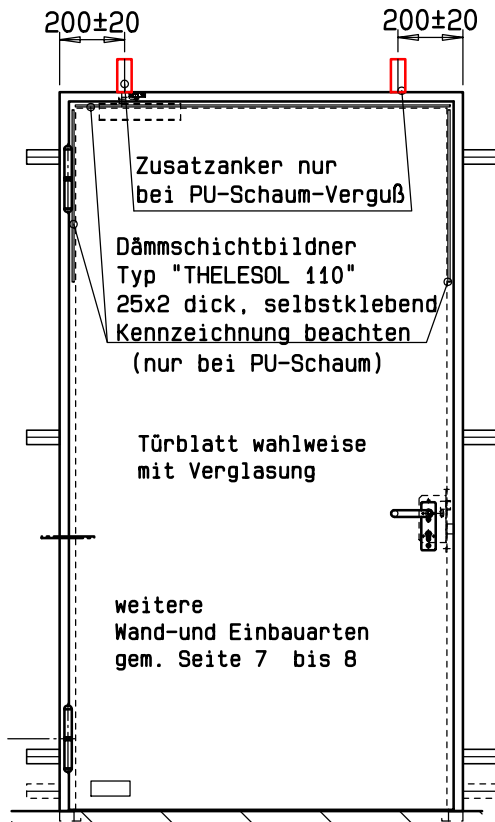 200±20
200±20
Zusatzanker nur
bei PU-Schaum-Verguß
Dämmschichtbildner
Typ "THELESOL 110"
25x2 dick, selbstklebend
Kennzeichnung beachten
(nur bei PU-Schaum)
Türblatt wahlweise
mit Verglasung
weitere
Wand-und Einbauarten
gem. Seite 7 bis 8